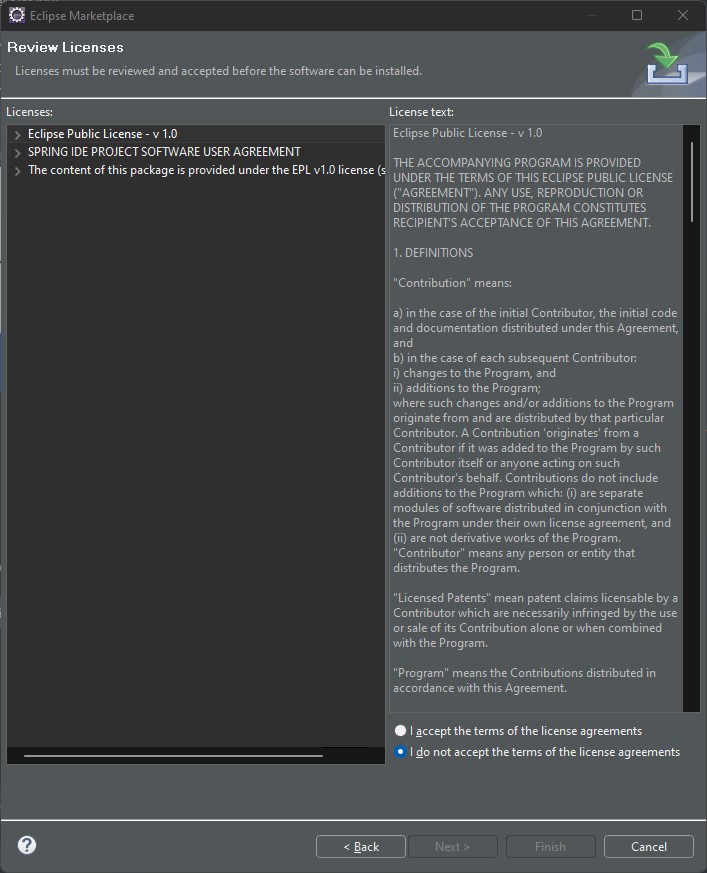 Eclipse Marketplace
Review Licenses
Licenses must be reviewed and accepted before the software can be installed.
Licenses:
Eclipse Public License - v 1.0
SPRING IDE PROJECT SOFTWARE USER AGREEMENT
The content of this package is provided under the EPL v1.0 license (s
License text:
Eclipse Public License - v 1.0
THE ACCOMPANYING PROGRAM IS PROVIDED
UNDER THE TERMS OF THIS ECLIPSE PUBLIC LICENSE
("AGREEMENT"). ANY USE, REPRODUCTION OR
DISTRIBUTION OF THE PROGRAM CONSTITUTES
RECIPIENT'S ACCEPTANCE OF THIS AGREEMENT.
1. DEFINITIONS
"Contribution" means:
a) in the case of the initial Contributor, the initial code
and documentation distributed under this Agreement,
and
b) in the case of each subsequent Contributor:
i) changes to the Program, and
ii) additions to the Program;
where such changes and/or additions to the Program
originate from and are distributed by that particular
Contributor. A Contribution 'originates' from a
Contributor if it was added to the Program by such
Contributor itself or anyone acting on such
Contributor's behalf. Contributions do not include
additions to the Program which: (i) are separate
modules of software distributed in conjunction with
the Program under their own license agreement, and
(ii) are not derivative works of the Program.
"Contributor" means any person or entity that
distributes the Program.
"Licensed Patents" mean patent claims licensable by a
Contributor which are necessarily infringed by the use
or sale of its Contribution alone or when combined
with the Program.
"Program" means the Contributions distributed in
accordance with this Agreement.
I accept the terms of the license agreements
I do not accept the terms of the license agreements
?
< Back
Next >
Finish
Cancel